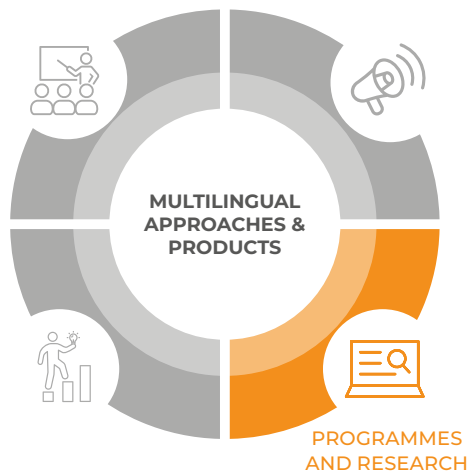 MULTILINGUAL
APPROACHES &
PRODUCTS
PROGRAMMES
AND RESEARCH